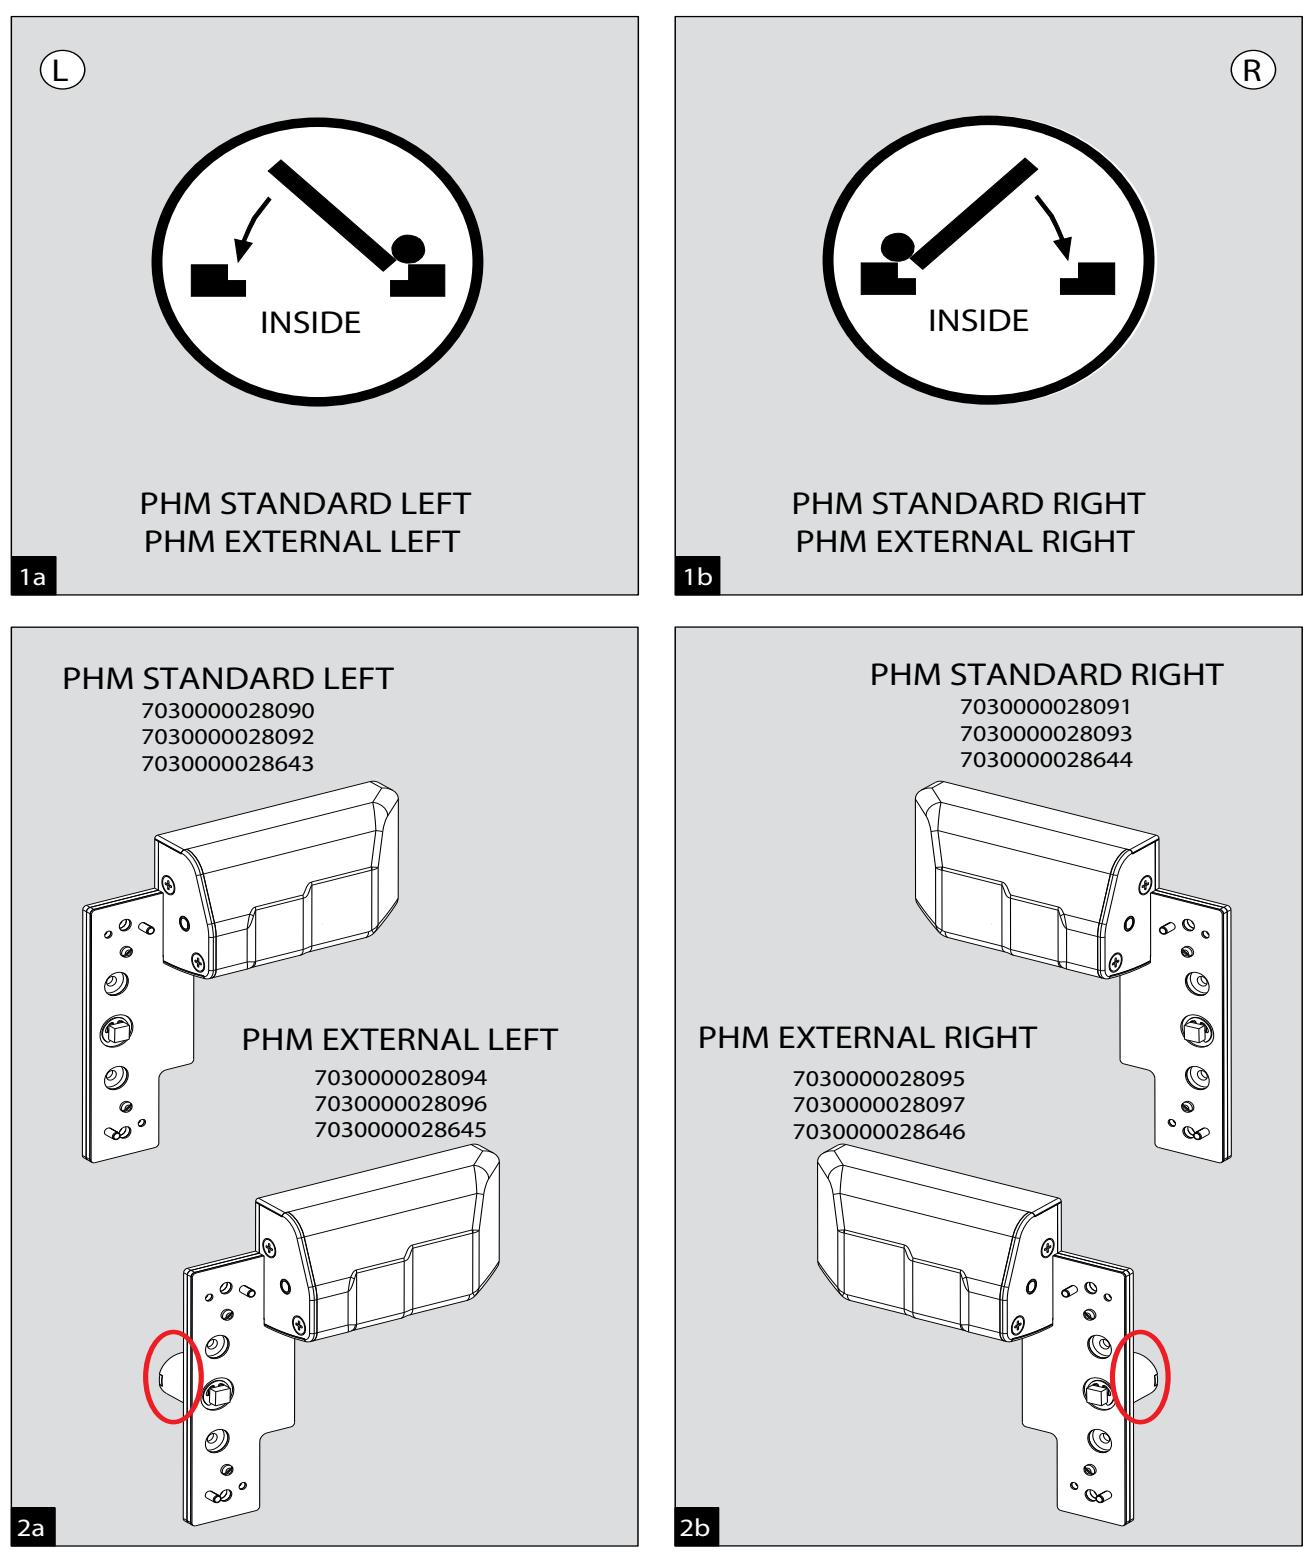 L
INSIDE
PHM STANDARD LEFT
PHM EXTERNAL LEFT
1a
R
INSIDE
PHM STANDARD RIGHT
PHM EXTERNAL RIGHT
1b
PHM STANDARD LEFT
7030000028090
7030000028092
7030000028643
PHM EXTERNAL LEFT
7030000028094
7030000028096
7030000028645
2a
PHM STANDARD RIGHT
7030000028091
7030000028093
7030000028644
PHM EXTERNAL RIGHT
7030000028095
7030000028097
7030000028646
2b